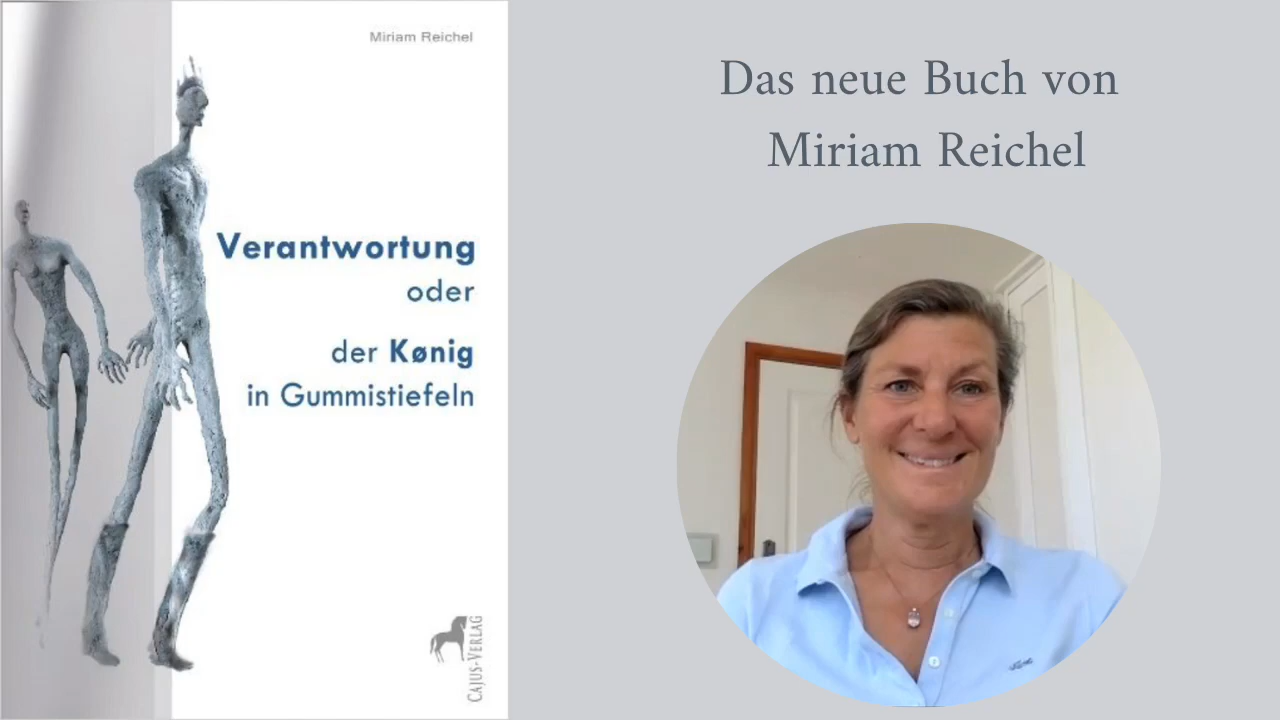 Miriam Reichel
Verantwortung
oder
der Kønig
in Gummistiefeln
CAJUS-VERLAG
Das neue Buch von
Miriam Reichel